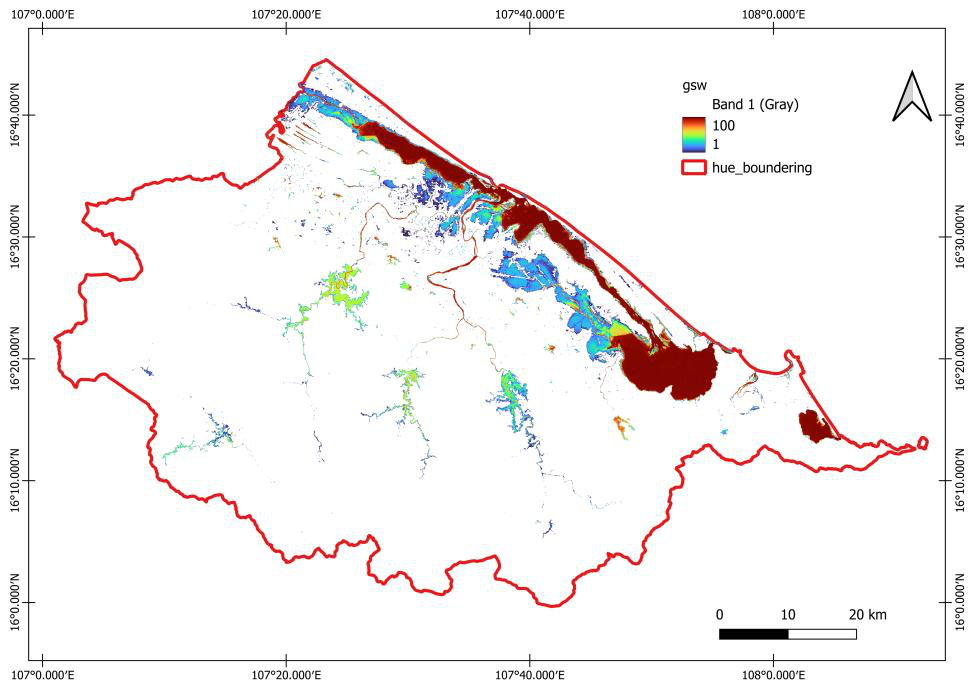 107°0.000'E 107°20.000'E 107°40.000'E 108°0.000'E
gsw
Band 1 (Gray)
100
1
hue_boundering
16°40.000'N 16°40.000'N
16°30.000'N 16°30.000'N
16°20.000'N 16°20.000'N
16°10.000'N 16°10.000'N
16°0.000'N 16°0.000'N
0 10 20 km
107°0.000'E 107°20.000'E 107°40.000'E 108°0.000'E